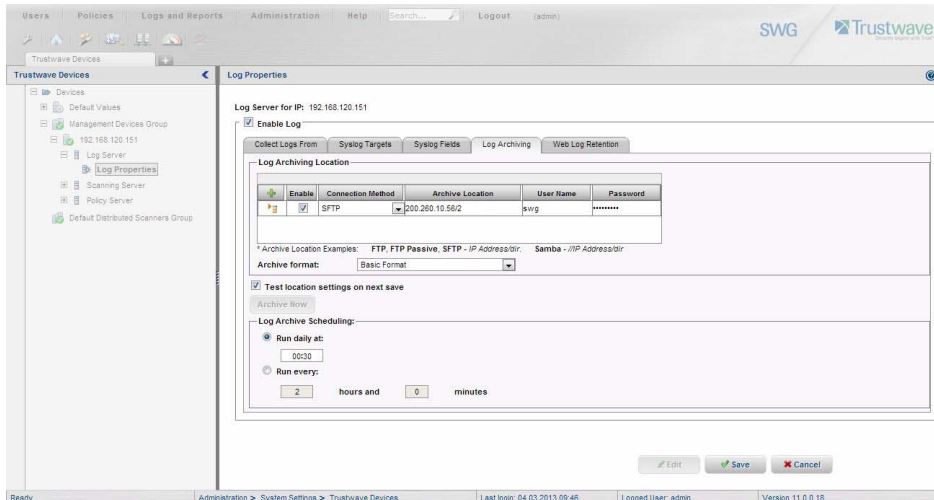 Users Policies Logs and Reports Administration Help Search... Logout (admin)
SWG Trustwave
Trustwave Devices
Trustwave Devices
Devices
Default Values
Management Devices Group
192.168.120.151
Log Server
Log Properties
Scanning Server
Policy Server
Default Distributed Scanners Group
Log Properties
Log Server for IP: 192.168.120.151
Enable Log
Collect Logs From Syslog Targets Syslog Fields Log Archiving Web Log Retention
Log Archiving Location
Enable Connection Method Archive Location User Name Password
SFTP 200.260.10.56/2 swg •••••••••
* Archive Location Examples: FTP, FTP Passive, SFTP - IP Address/dir. Samba - //IP Address/dir
Archive format: Basic Format
Test location settings on next save
Archive Now
Log Archive Scheduling:
Run daily at:
00:30
Run every:
2 hours and 0 minutes
Edit Save Cancel
Ready Administration > System Settings > Trustwave Devices Last login: 04.03.2013 09:46 Logged User: admin Version 11.0.0.18